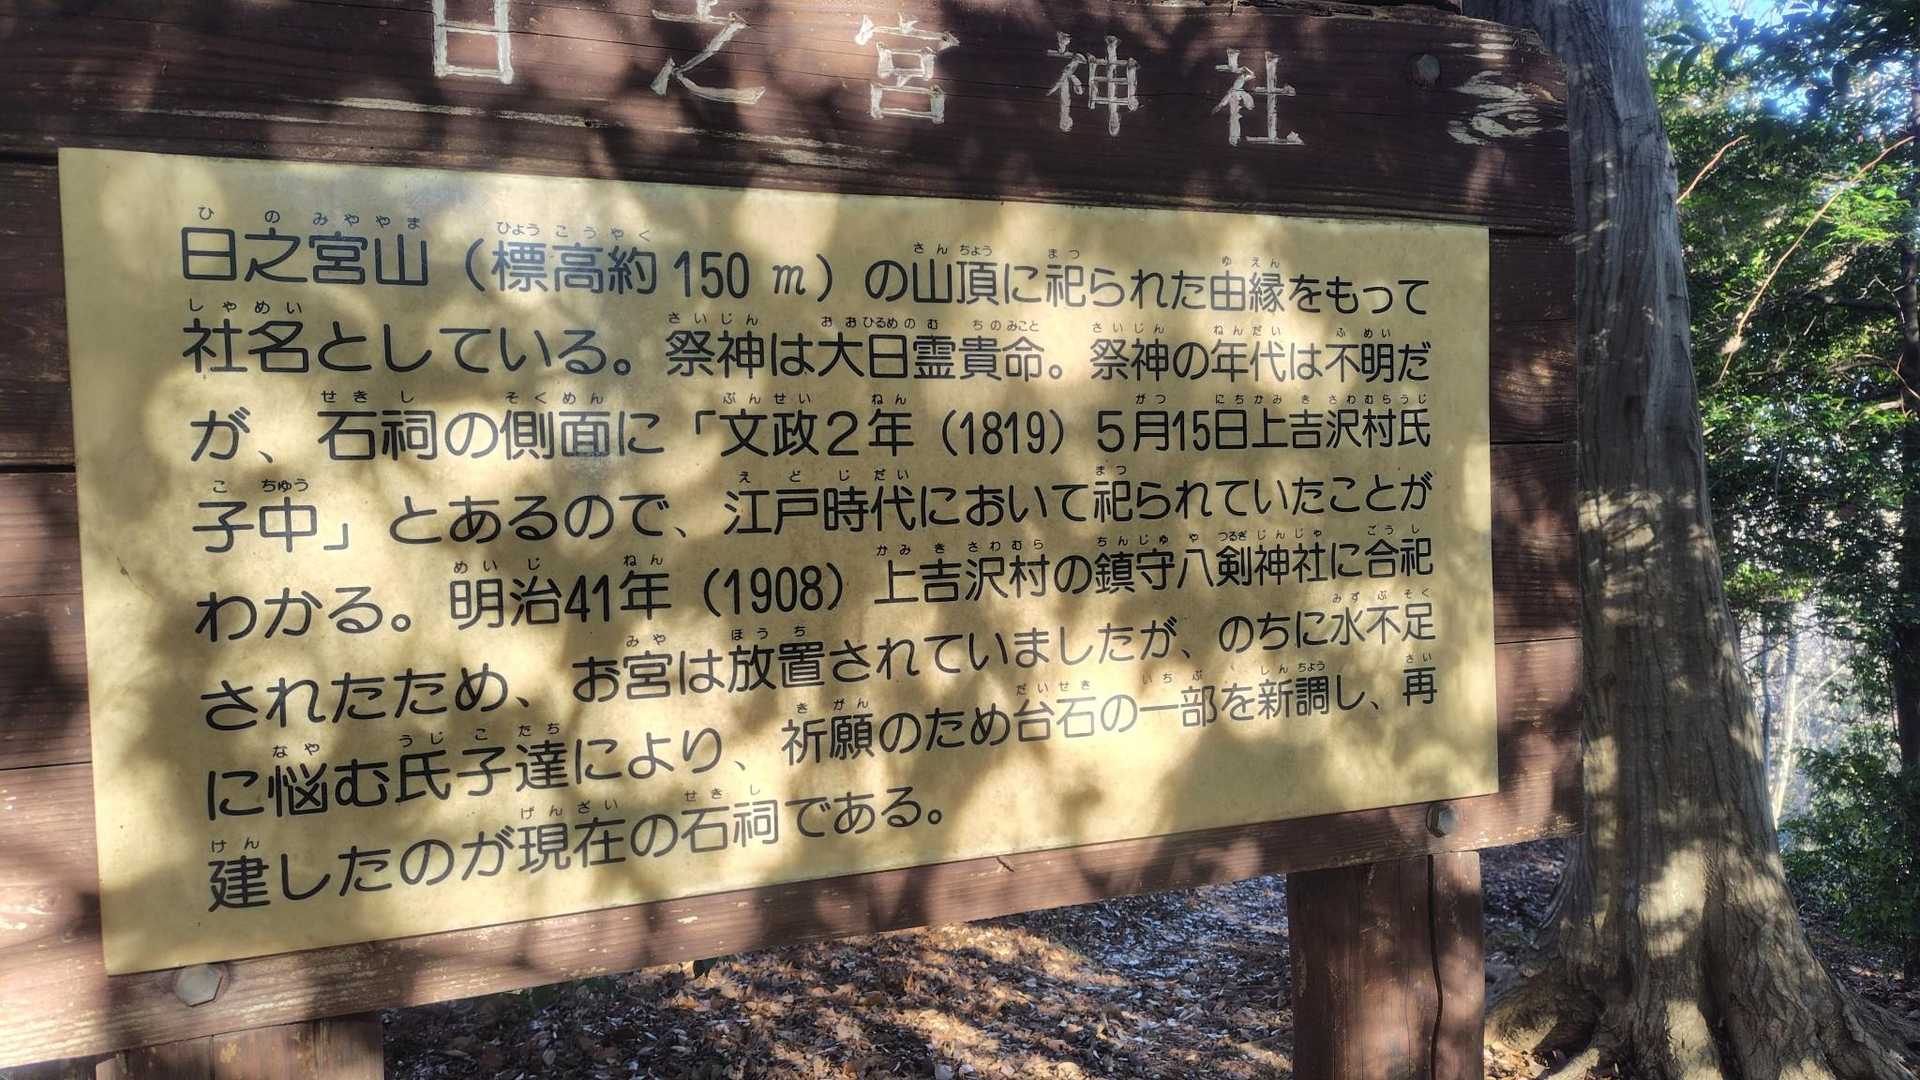 日之宮神社
日之宮山（標高約150 m）の山頂に祀られた由縁をもって
社名としている。祭神は大日霊貴命。祭神の年代は不明だ
が、石祠の側面に「文政２年（1819）５月15日上吉沢村氏
子中」とあるので、江戸時代において祀られていたことが
わかる。明治41年（1908）上吉沢村の鎮守八剣神社に合祀
されたため、お宮は放置されていましたが、のちに水不足
に悩む氏子達により、祈願のため台石の一部を新調し、再
建したのが現在の石祠である。